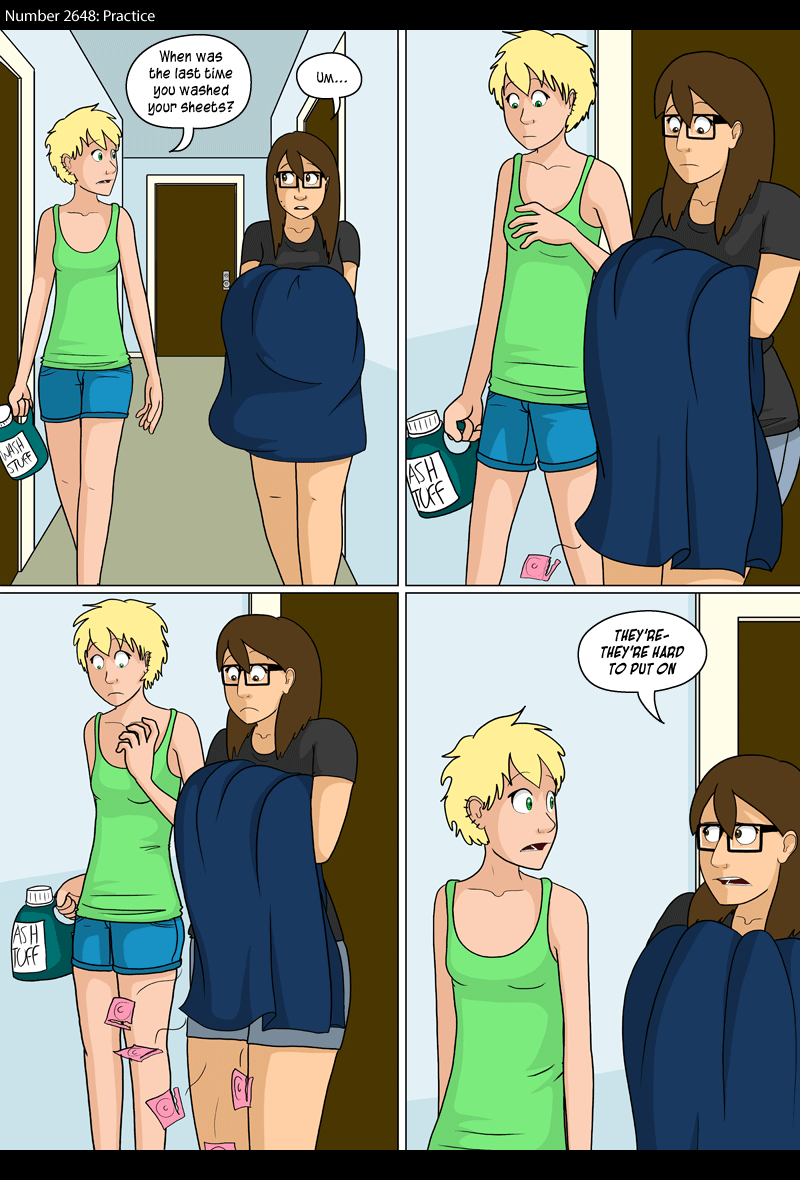 Number 2648: Practice
When was
the last time
you washed
your sheets?
Um...
WASH
STUFF
ASH
TUFF
ASH
TUFF
THEY'RE-
THEY'RE HARD
TO PUT ON